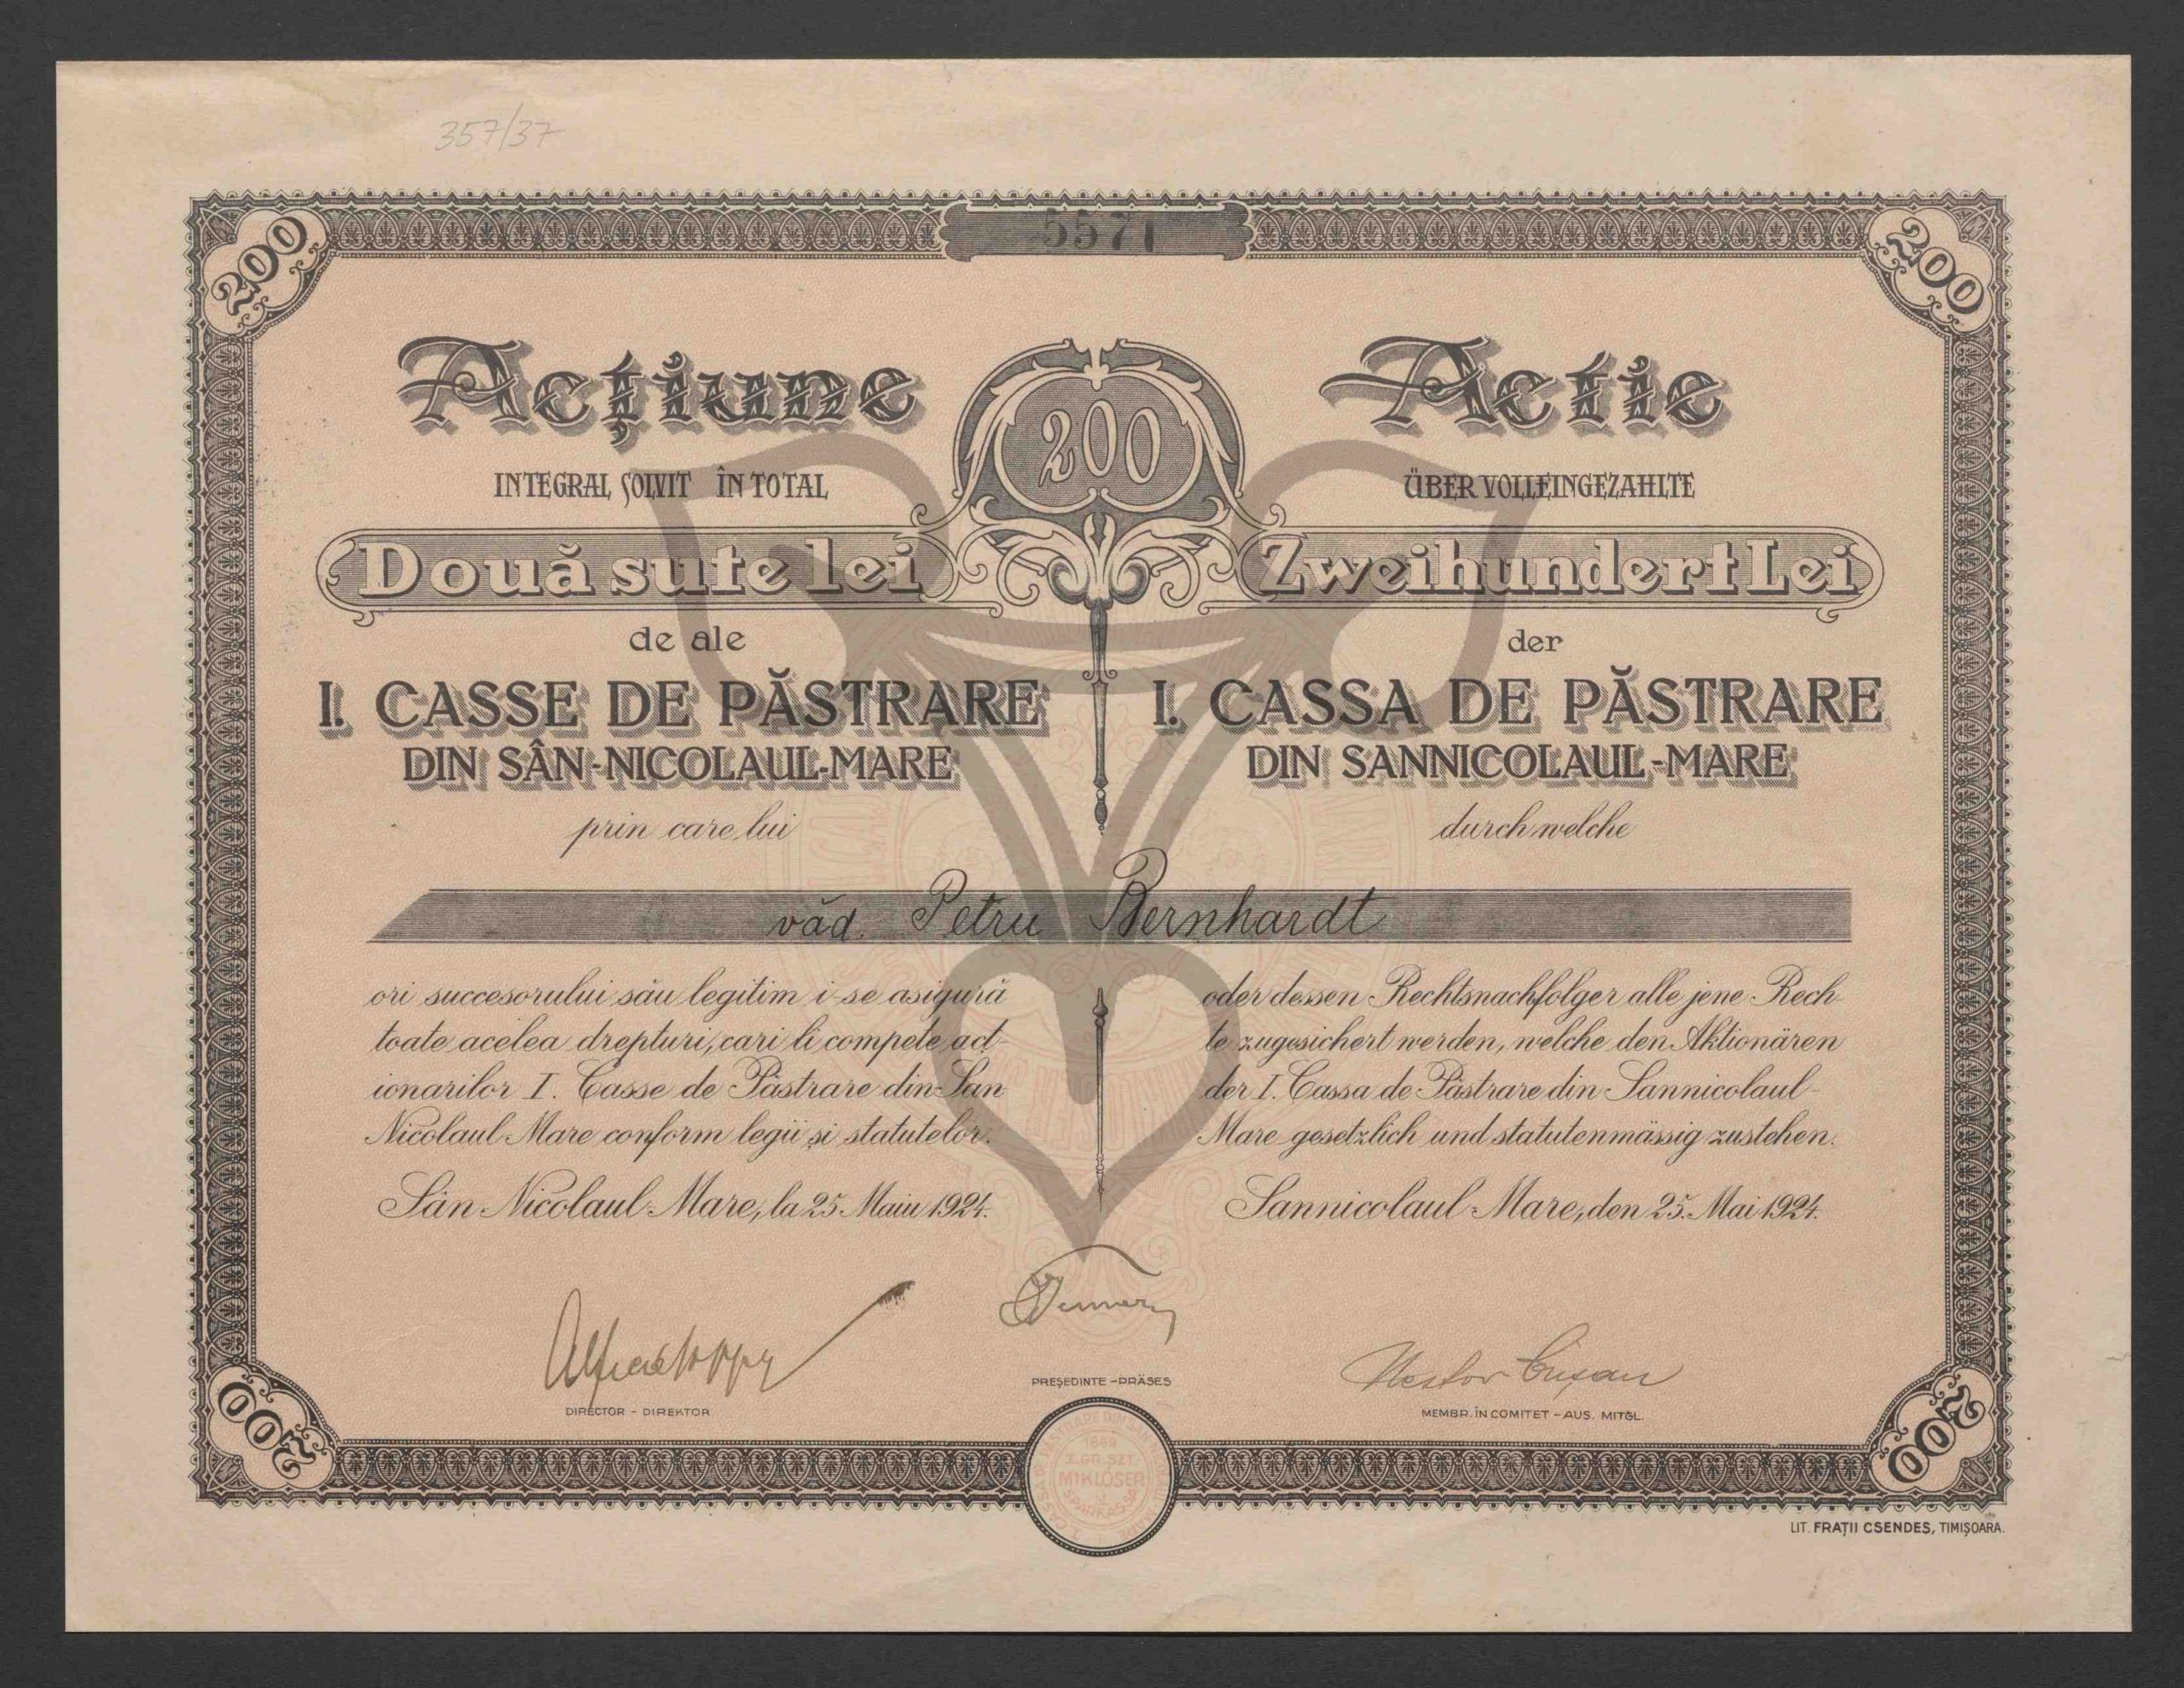 357/37
5571
200
200
Acțiune
INTEGRAL SOLVIT ÎN TOTAL
Două sute lei
de ale
I. CASSE DE PĂSTRARE
DIN SÂN-NICOLAUL-MARE
prin care lui
200
Actie
ÜBER VOLLEINGEZAHLTE
Zweihundert Lei
der
I. CASSA DE PĂSTRARE
DIN SANNICOLAUL-MARE
durch welche
văd. Petru Bernhardt
ori succesorului său legitim i-se asigură
toate acelea drepturi, cari li compete act-
ionarilor I. Casse de Păstrare din San
Nicolaul-Mare conform legii și statutelor.
Sân-Nicolaul-Mare, la 25. Maiu 1924.
oder dessen Rechtsnachfolger alle jene Rech-
te zugesichert werden, welche den Aktionären
der I. Cassa de Păstrare din Sannicolaul-
Mare gesetzlich und statutenmässig zustehen.
Sannicolaul-Mare, den 25. Mai 1924.
DIRECTOR - DIREKTOR
PREȘEDINTE - PRÄSES
Nestor
MEMBR. ÎN COMITET - AUS. MITGL.
1869
N. GR. SZT.
MIKLÓSER
SPARKASSA
200
200
LIT. FRAȚII CSENDES, TIMIȘOARA.